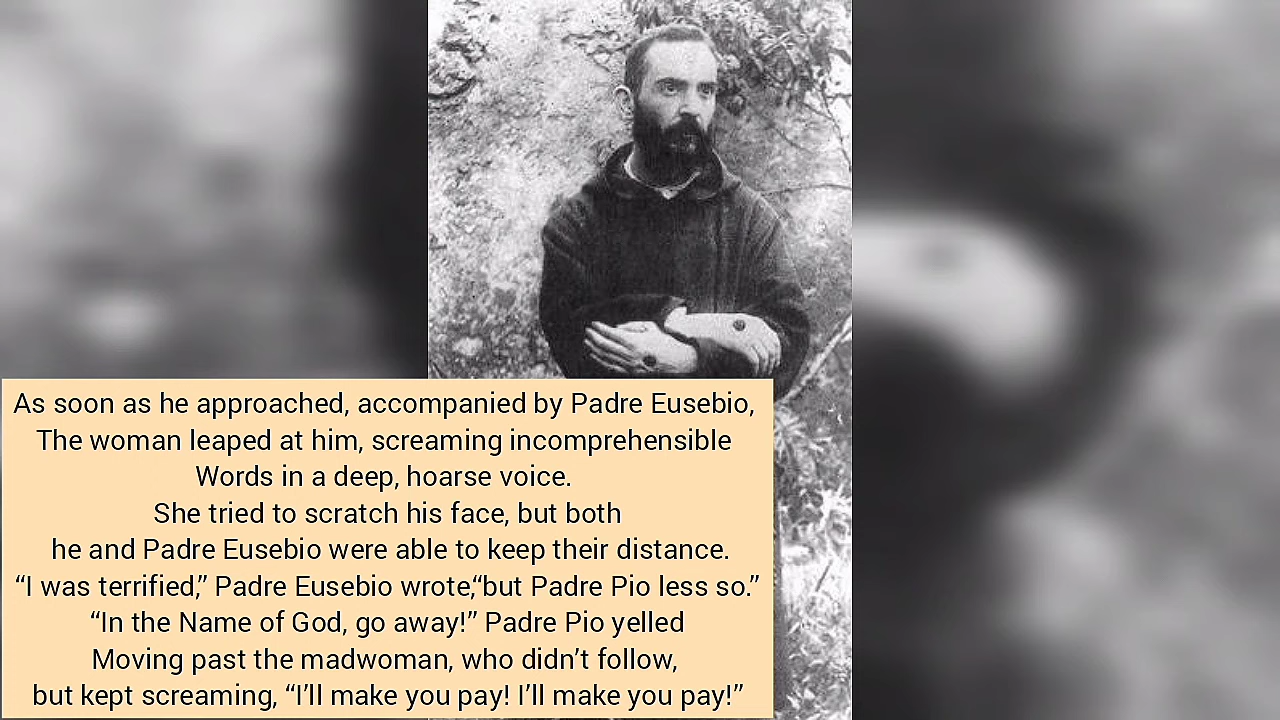 As soon as he approached, accompanied by Padre Eusebio,
The woman leaped at him, screaming incomprehensible
Words in a deep, hoarse voice.
She tried to scratch his face, but both
he and Padre Eusebio were able to keep their distance.
“I was terrified,” Padre Eusebio wrote,“but Padre Pio less so.”
“In the Name of God, go away!” Padre Pio yelled
Moving past the madwoman, who didn’t follow,
but kept screaming, “I’ll make you pay! I’ll make you pay!”